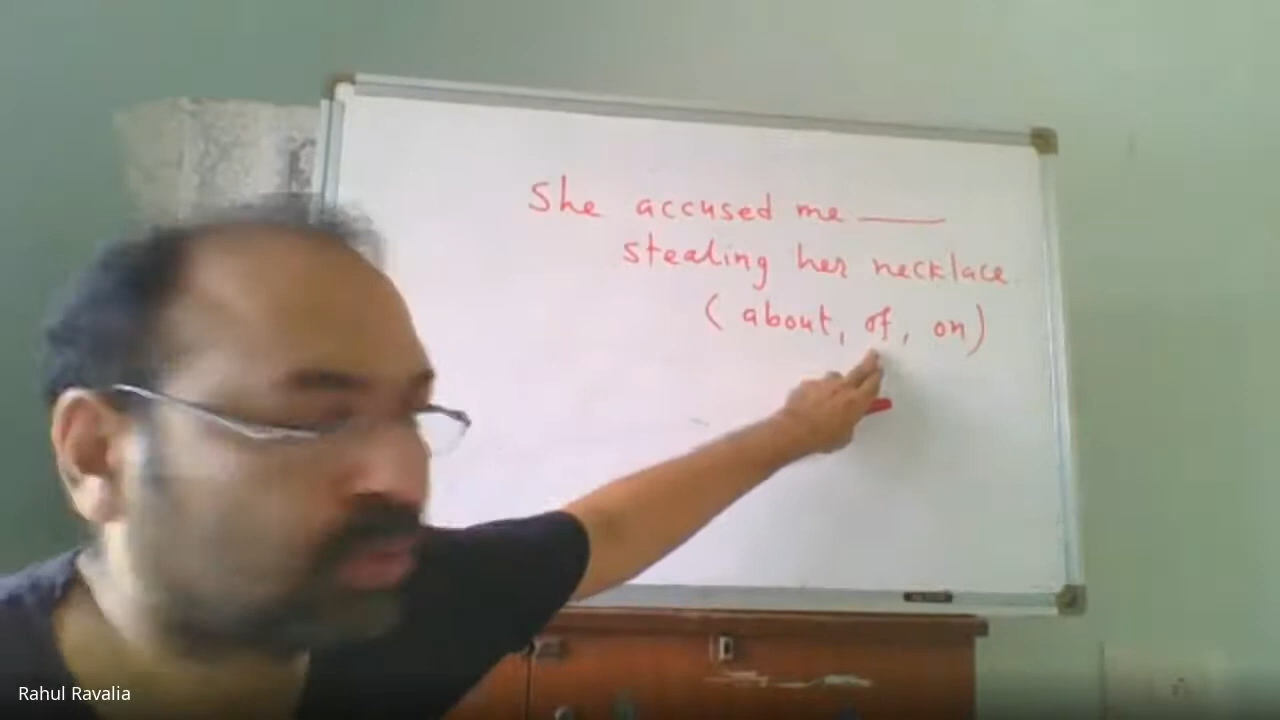 She accused me ____
stealing her necklace
( about, of, on)
Rahul Ravalia